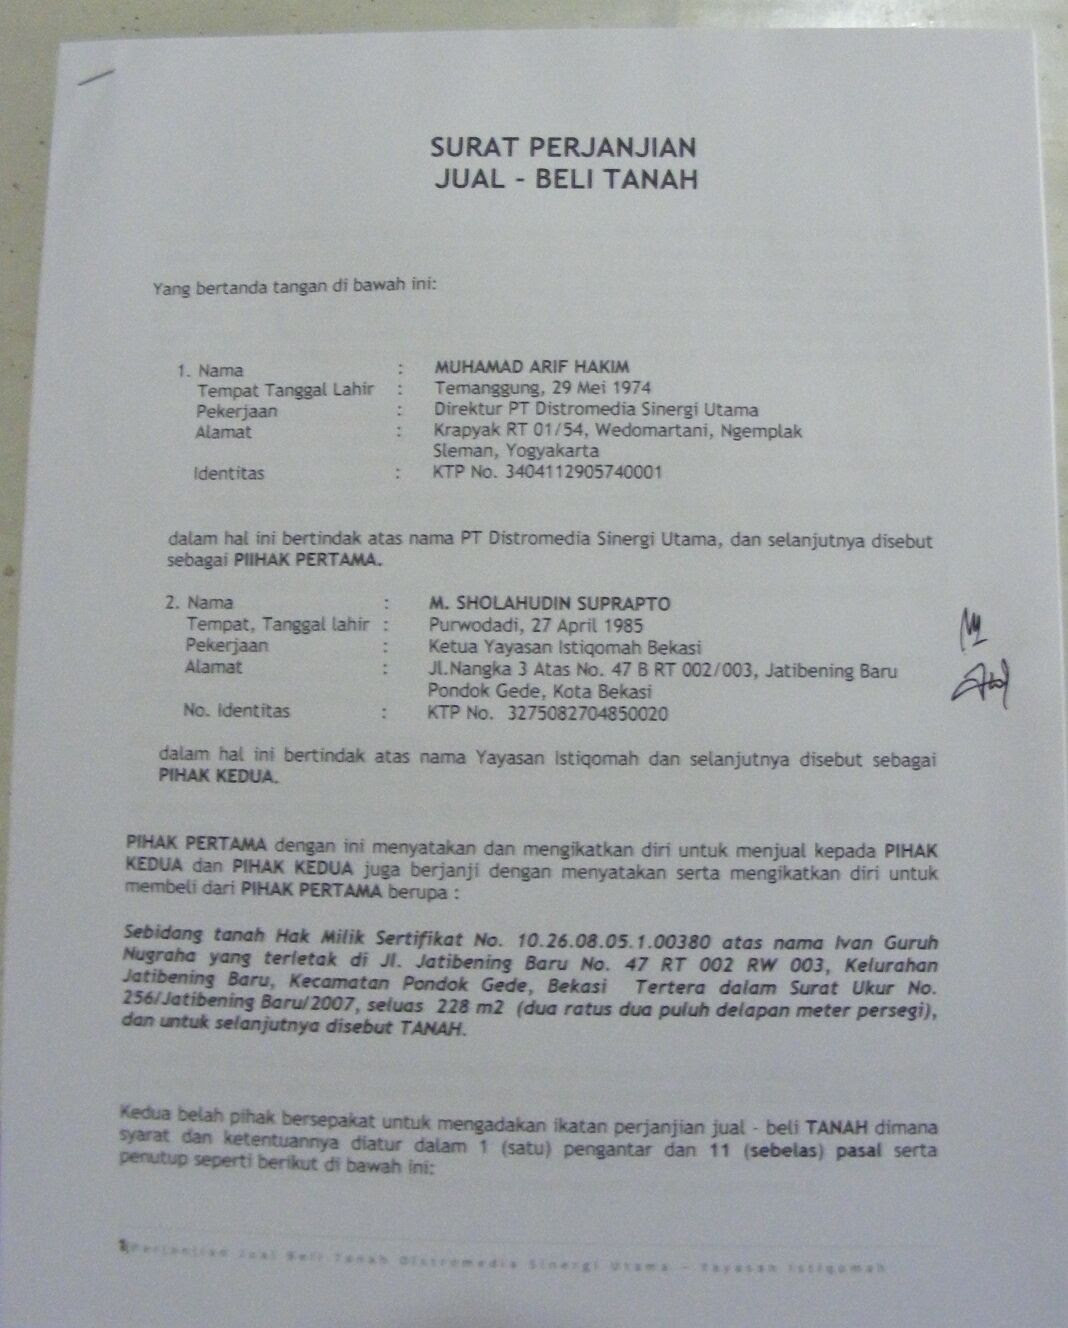 SURAT PERJANJIAN
JUAL - BELI TANAH
Yang bertanda tangan di bawah ini:
1. Nama : MUHAMAD ARIF HAKIM
Tempat Tanggal Lahir : Temanggung, 29 Mei 1974
Pekerjaan : Direktur PT Distromedia Sinergi Utama
Alamat : Krapyak RT 01/54, Wedomartani, Ngemplak
Sleman, Yogyakarta
Identitas : KTP No. 3404112905740001
dalam hal ini bertindak atas nama PT Distromedia Sinergi Utama, dan selanjutnya disebut
sebagai PIIHAK PERTAMA.
2. Nama : M. SHOLAHUDIN SUPRAPTO
Tempat, Tanggal lahir : Purwodadi, 27 April 1985
Pekerjaan : Ketua Yayasan Istiqomah Bekasi
Alamat : Jl.Nangka 3 Atas No. 47 B RT 002/003, Jatibening Baru
Pondok Gede, Kota Bekasi
No. Identitas : KTP No. 3275082704850020
dalam hal ini bertindak atas nama Yayasan Istiqomah dan selanjutnya disebut sebagai
PIHAK KEDUA.
PIHAK PERTAMA dengan ini menyatakan dan mengikatkan diri untuk menjual kepada PIHAK
KEDUA dan PIHAK KEDUA juga berjanji dengan menyatakan serta mengikatkan diri untuk
membeli dari PIHAK PERTAMA berupa :
Sebidang tanah Hak Milik Sertifikat No. 10.26.08.05.1.00380 atas nama Ivan Guruh
Nugraha yang terletak di Jl. Jatibening Baru No. 47 RT 002 RW 003, Kelurahan
Jatibening Baru, Kecamatan Pondok Gede, Bekasi Tertera dalam Surat Ukur No.
256/Jatibening Baru/2007, seluas 228 m2 (dua ratus dua puluh delapan meter persegi),
dan untuk selanjutnya disebut TANAH.
Kedua belah pihak bersepakat untuk mengadakan ikatan perjanjian jual - beli TANAH dimana
syarat dan ketentuannya diatur dalam 1 (satu) pengantar dan 11 (sebelas) pasal serta
penutup seperti berikut di bawah ini:
Perjanjian Jual Beli Tanah Distromedia Sinergi Utama - Yayasan Istiqomah